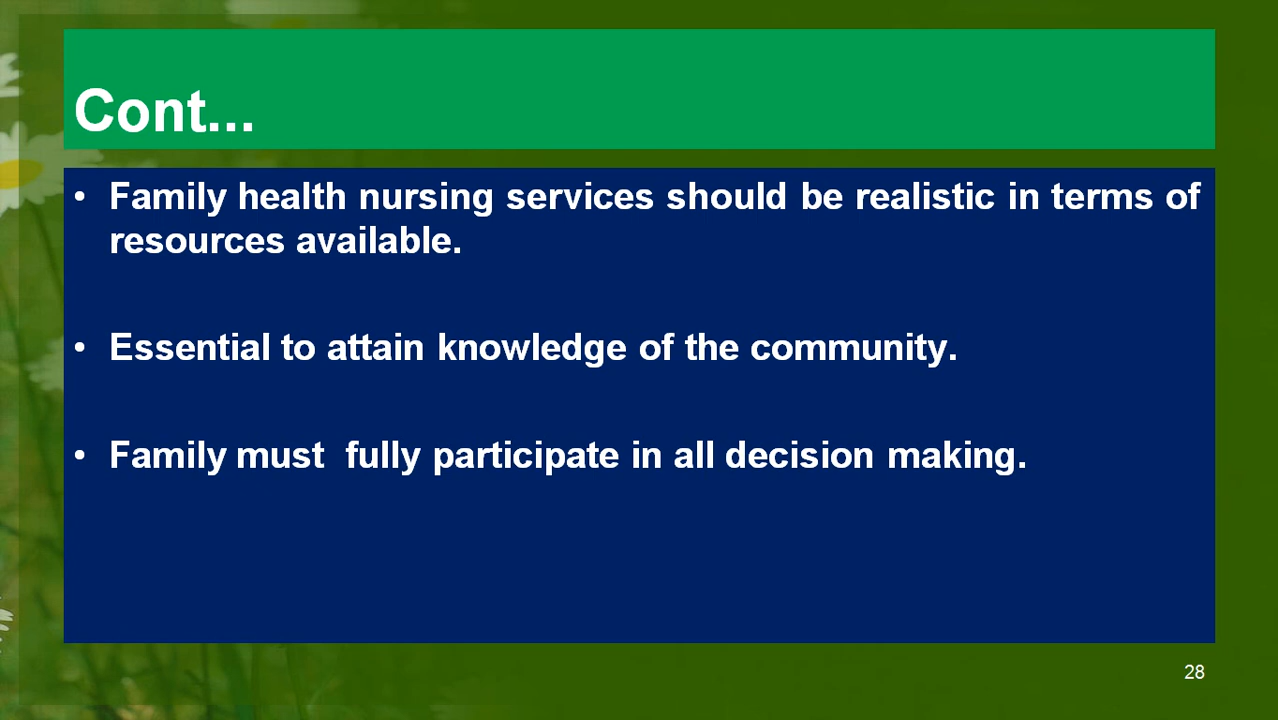 Cont...
• Family health nursing services should be realistic in terms of
resources available.
• Essential to attain knowledge of the community.
• Family must  fully participate in all decision making.
28